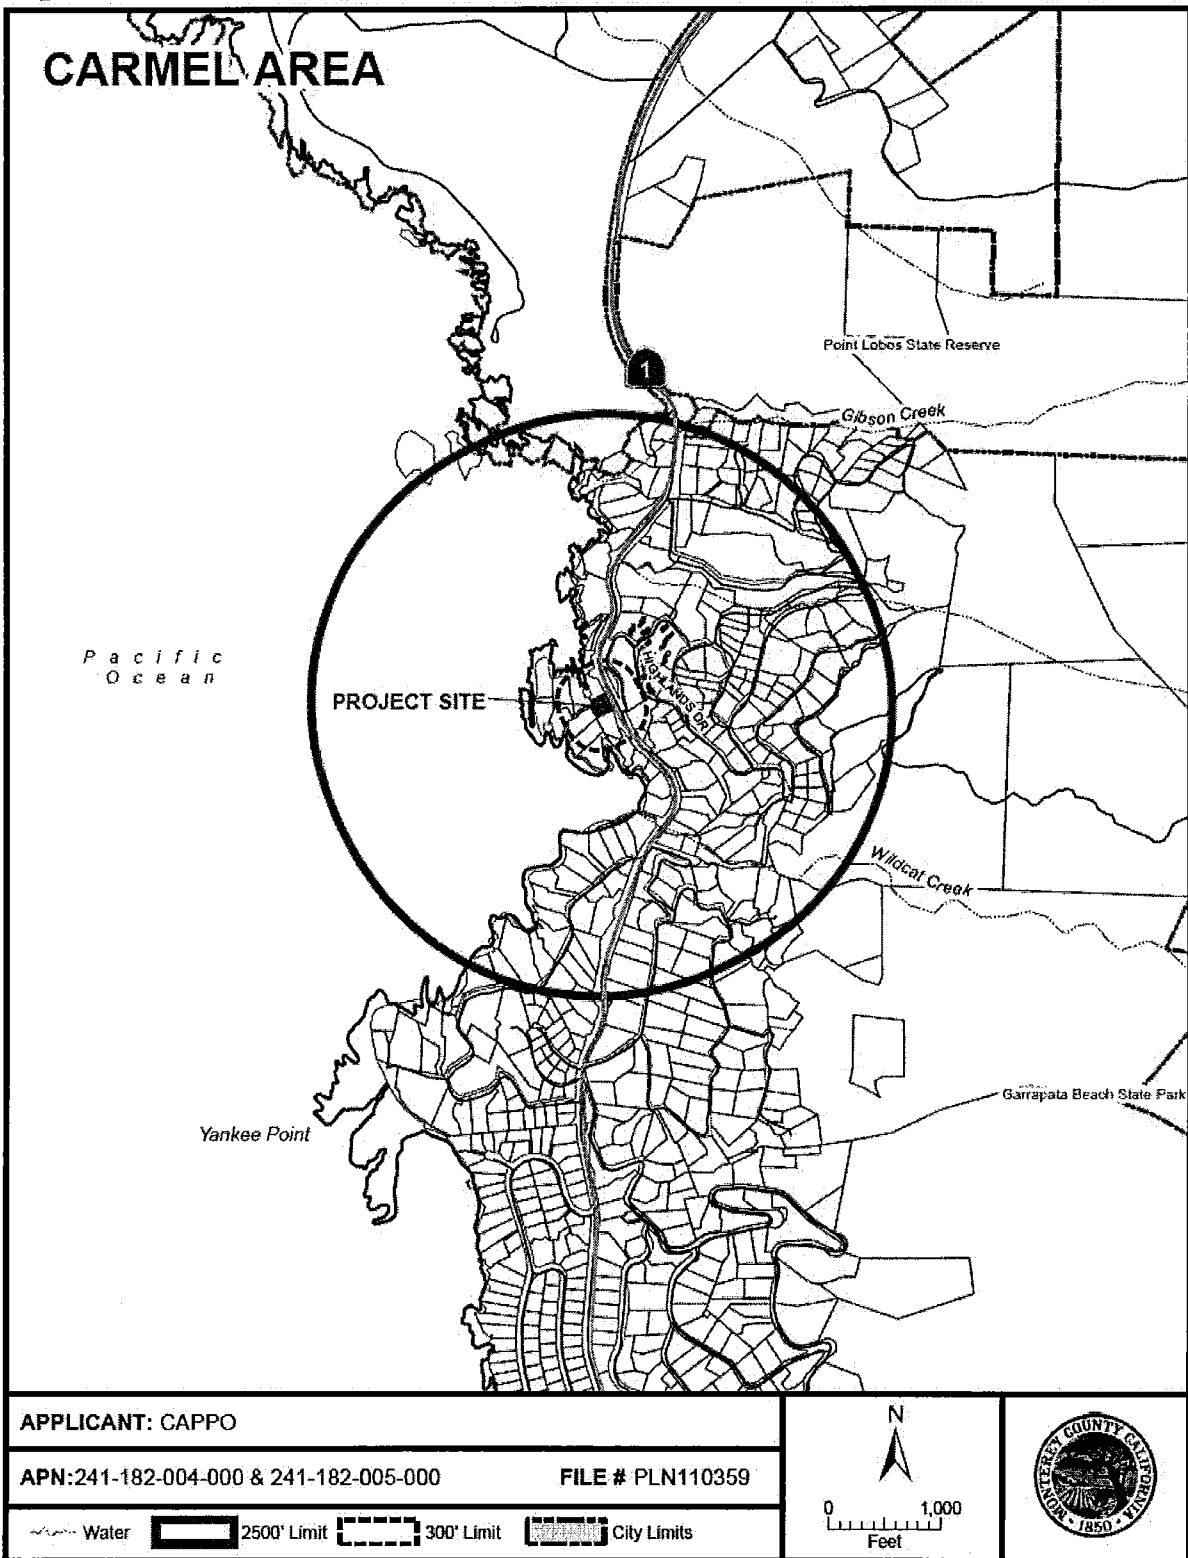 CARMEL AREA
1
Point Lobos State Reserve
Gibson Creek
Pacific
Ocean
HIGHLANDS DR
PROJECT SITE
Wildcat Creek
Garrapata Beach State Park
Yankee Point
APPLICANT: CAPPO
APN:241-182-004-000 & 241-182-005-000 FILE # PLN110359
Water 2500' Limit 300' Limit City Limits
N
0 1,000
Feet
MONTEREY COUNTY CALIFORNIA
1850